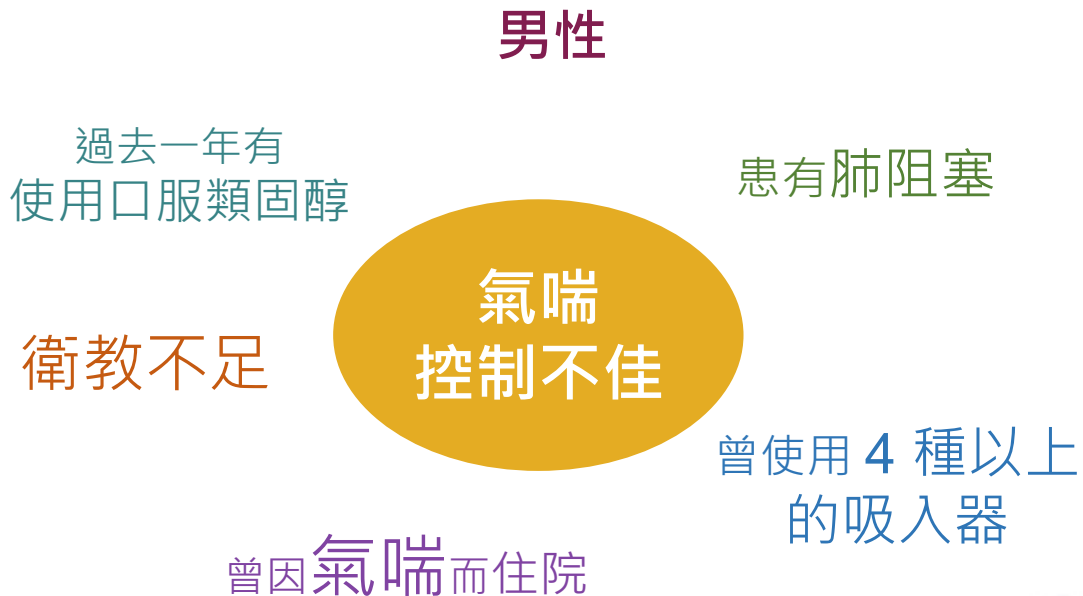 男性
過去一年有
使用口服類固醇
患有肺阻塞
氣喘
控制不佳
衛教不足
曾使用 4 種以上
的吸入器
曾因氣喘而住院